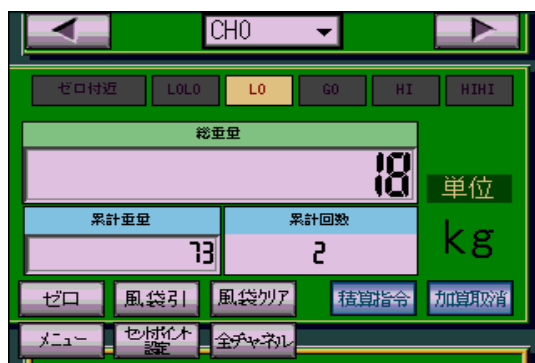 CH0
ゼロ付近 LOLO LO GO HI HIHI
総重量
18
単位
kg
累計重量 累計回数
73 2
ゼロ 風袋引 風袋クリア 積算指令 加算取消
メニュー セットポイント設定 全チャネル